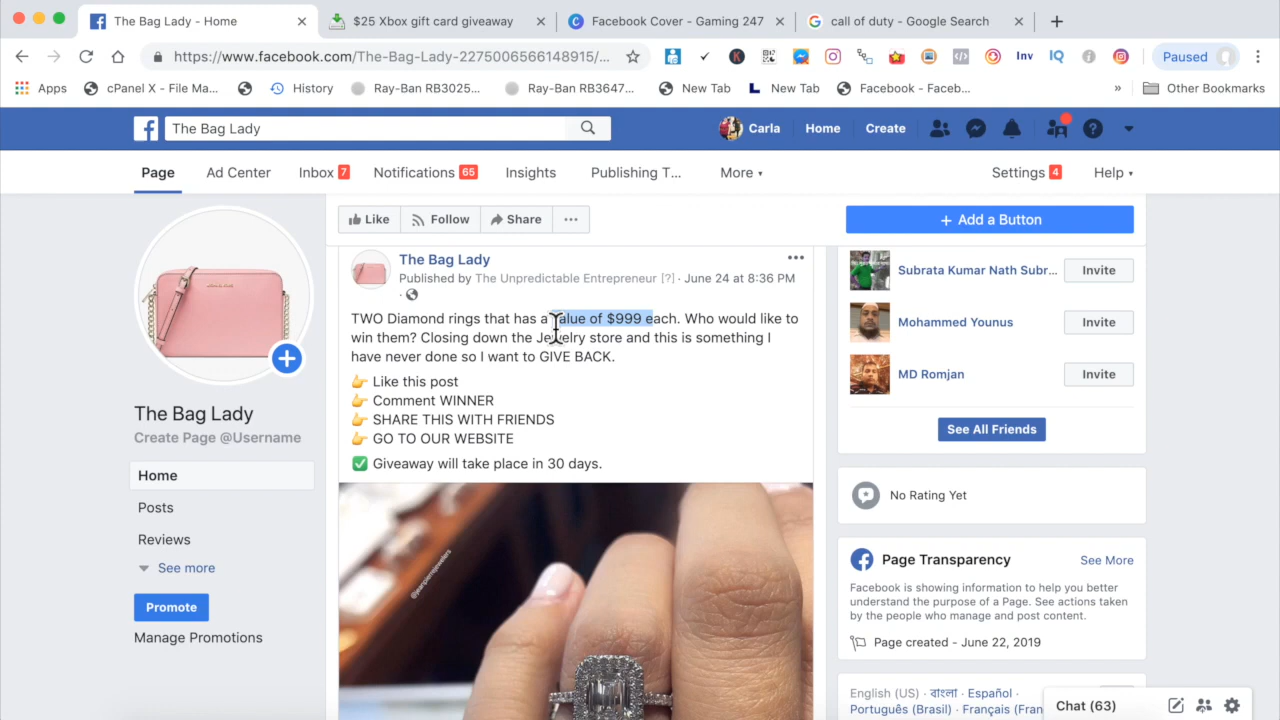 The Bag Lady - Home
$25 Xbox gift card giveaway
Facebook Cover - Gaming 247
call of duty - Google Search
https://www.facebook.com/The-Bag-Lady-2275006566148915/...
Inv
IQ
Paused
Apps
cPanel X - File Ma...
History
Ray-Ban RB3025...
Ray-Ban RB3647...
New Tab
New Tab
Facebook - Faceb...
»
Other Bookmarks
The Bag Lady
Carla
Home
Create
Page
Ad Center
Inbox 7
Notifications 65
Insights
Publishing T...
More
Settings 4
Help
Like
Follow
Share
...
+ Add a Button
The Bag Lady
Create Page @Username
Home
Posts
Reviews
See more
Promote
Manage Promotions
The Bag Lady
Published by The Unpredictable Entrepreneur [?] · June 24 at 8:36 PM
·
TWO Diamond rings that has a value of $999 each. Who would like to
win them? Closing down the Jewelry store and this is something I
have never done so I want to GIVE BACK.
👉 Like this post
👉 Comment WINNER
👉 SHARE THIS WITH FRIENDS
👉 GO TO OUR WEBSITE
✅ Giveaway will take place in 30 days.
Subrata Kumar Nath Subr...
Invite
Mohammed Younus
Invite
MD Romjan
Invite
See All Friends
No Rating Yet
Page Transparency
See More
Facebook is showing information to help you better
understand the purpose of a Page. See actions taken
by the people who manage and post content.
Page created - June 22, 2019
English (US) · বাংলা · Español ·
Português (Brasil) · Français (Fran
Chat (63)